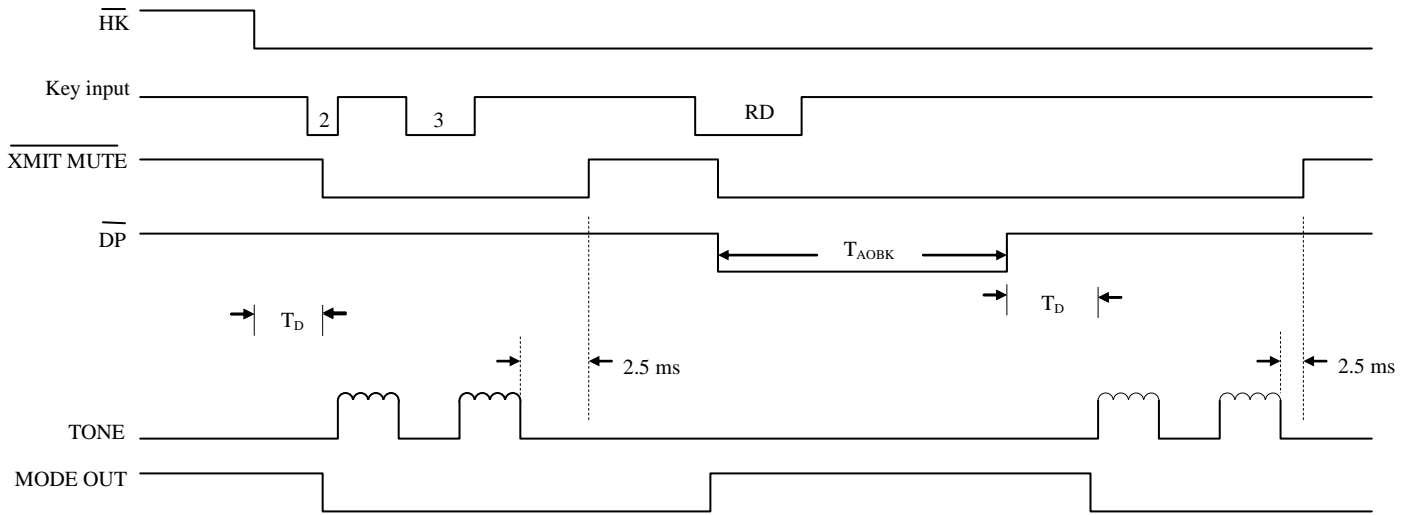 HK
Key input
2
3
RD
XMIT MUTE
DP
TAOBK
TD
TD
2.5 ms
2.5 ms
TONE
MODE OUT